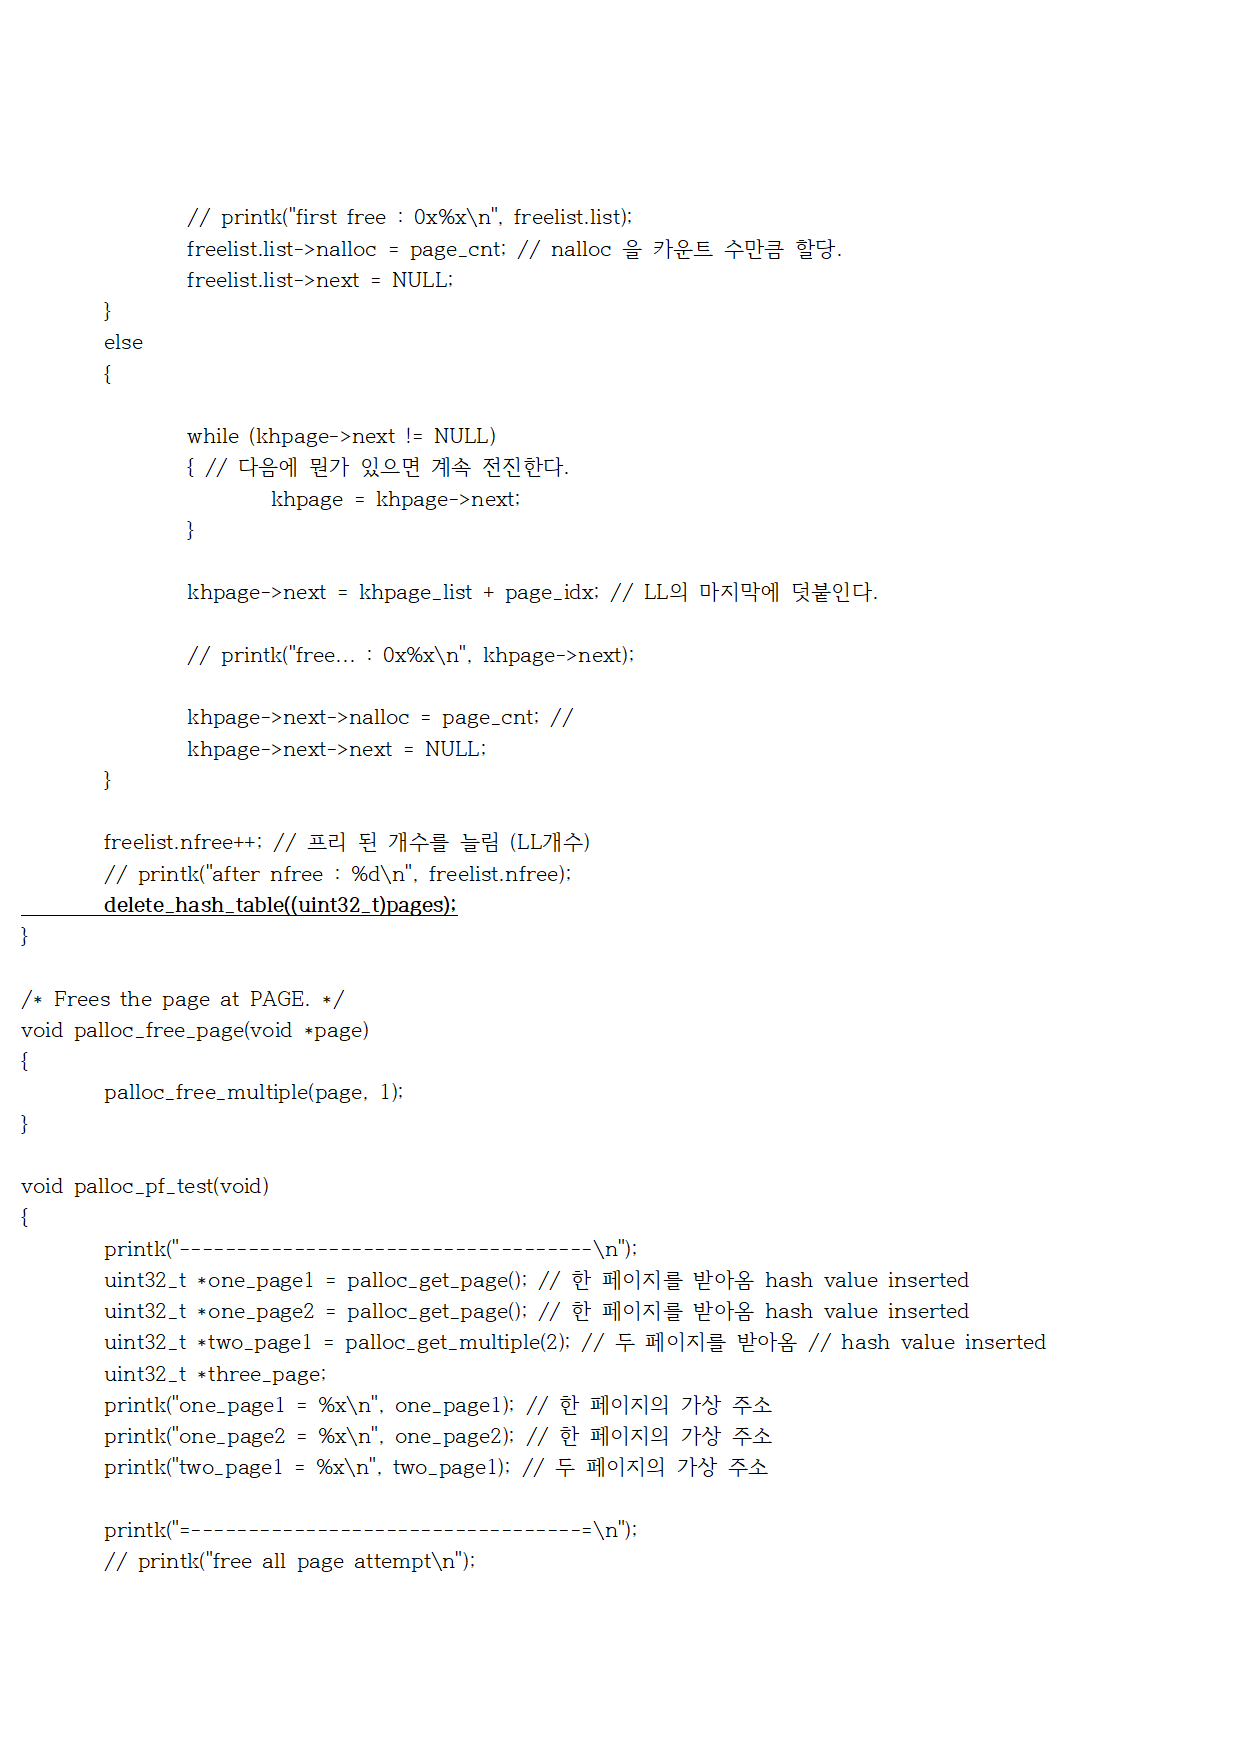 // printk("first free : 0x%x\n", freelist.list);
freelist.list->nalloc = page_cnt; // nalloc 을 카운트 수만큼 할당.
freelist.list->next = NULL;
}
else
{
while (khpage->next != NULL)
{ // 다음에 뭔가 있으면 계속 전진한다.
khpage = khpage->next;
}
khpage->next = khpage_list + page_idx; // LL의 마지막에 덧붙인다.
// printk("free... : 0x%x\n", khpage->next);
khpage->next->nalloc = page_cnt; //
khpage->next->next = NULL;
}
freelist.nfree++; // 프리 된 개수를 늘림 (LL개수)
// printk("after nfree : %d\n", freelist.nfree);
delete_hash_table((uint32_t)pages);
}
/* Frees the page at PAGE. */
void palloc_free_page(void *page)
{
palloc_free_multiple(page, 1);
}
void palloc_pf_test(void)
{
printk("------------------------------------\n");
uint32_t *one_page1 = palloc_get_page(); // 한 페이지를 받아옴 hash value inserted
uint32_t *one_page2 = palloc_get_page(); // 한 페이지를 받아옴 hash value inserted
uint32_t *two_page1 = palloc_get_multiple(2); // 두 페이지를 받아옴 // hash value inserted
uint32_t *three_page;
printk("one_page1 = %x\n", one_page1); // 한 페이지의 가상 주소
printk("one_page2 = %x\n", one_page2); // 한 페이지의 가상 주소
printk("two_page1 = %x\n", two_page1); // 두 페이지의 가상 주소
printk("=----------------------------------=\n");
// printk("free all page attempt\n");